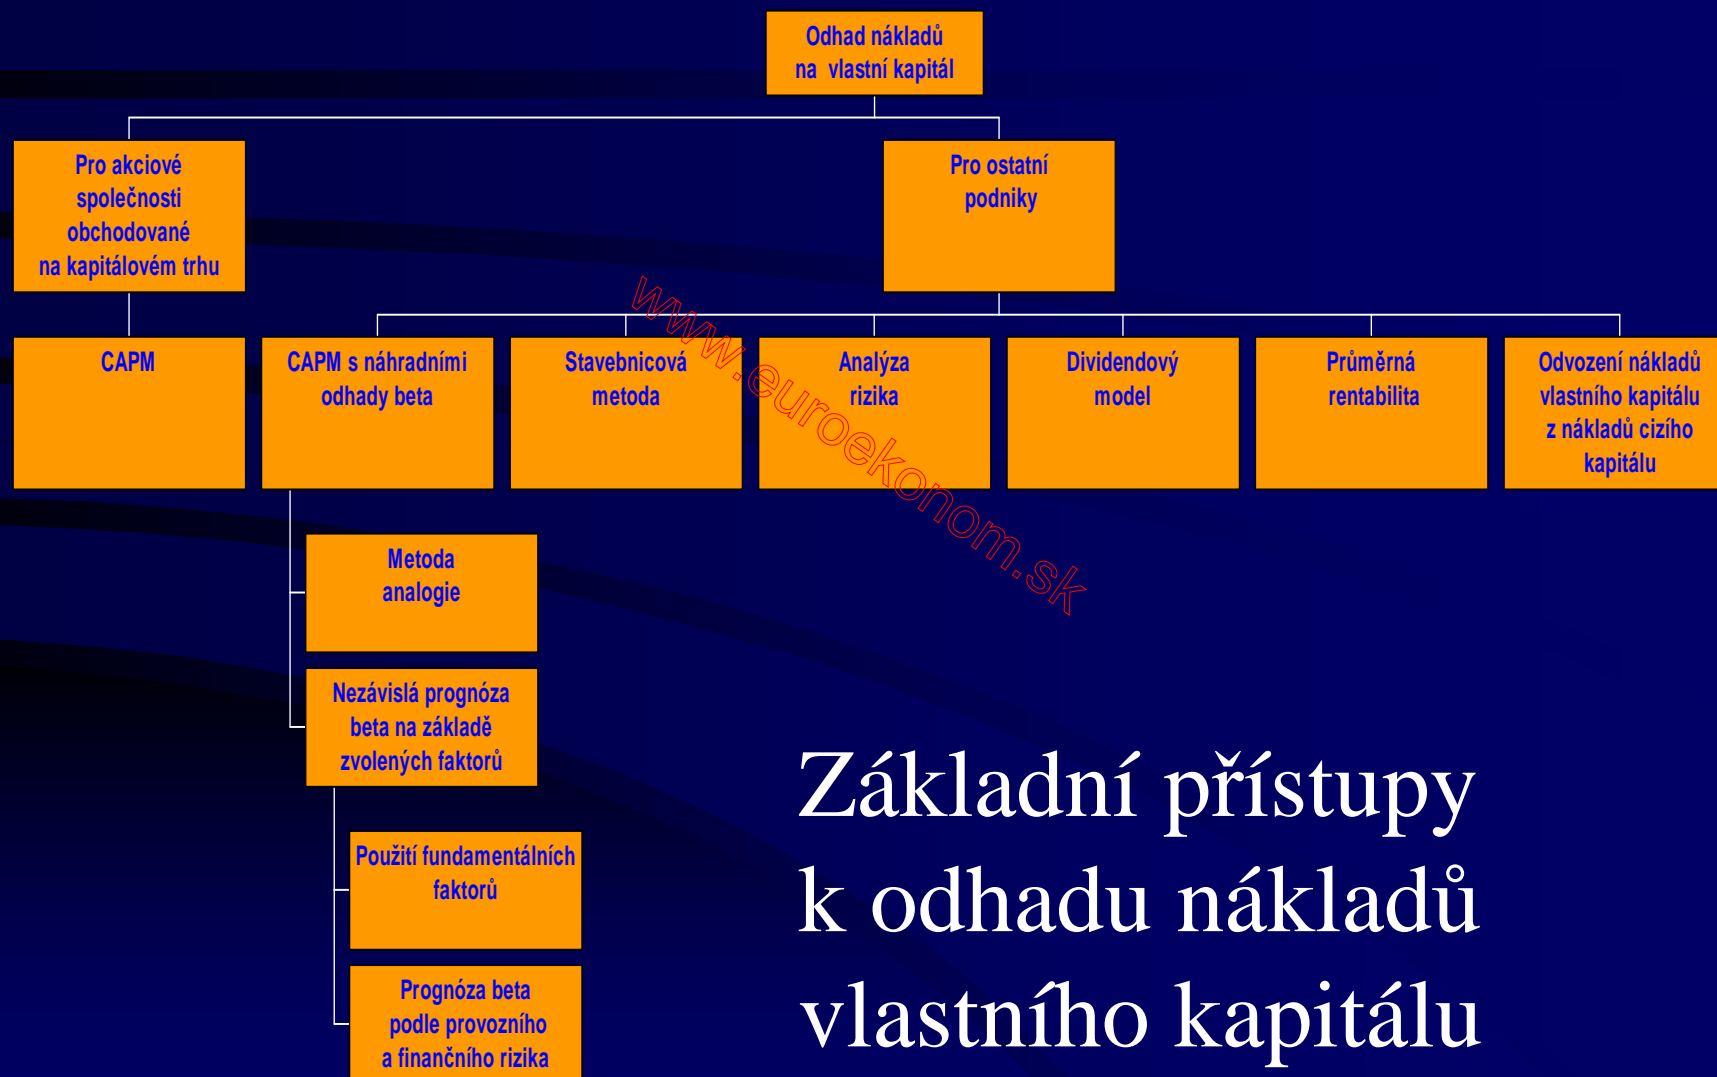 Odhad nákladů
na vlastní kapitál
Pro akciové
společnosti
obchodované
na kapitálovém trhu
Pro ostatní
podniky
CAPM
CAPM s náhradními
odhady beta
Stavebnicová
metoda
Analýza
rizika
Dividendový
model
Průměrná
rentabilita
Odvození nákladů
vlastního kapitálu
z nákladů cizího
kapitálu
www.euroekonom.sk
Metoda
analogie
Nezávislá prognóza
beta na základě
zvolených faktorů
Použití fundamentálních
faktorů
Prognóza beta
podle provozního
a finančního rizika
Základní přístupy
k odhadu nákladů
vlastního kapitálu